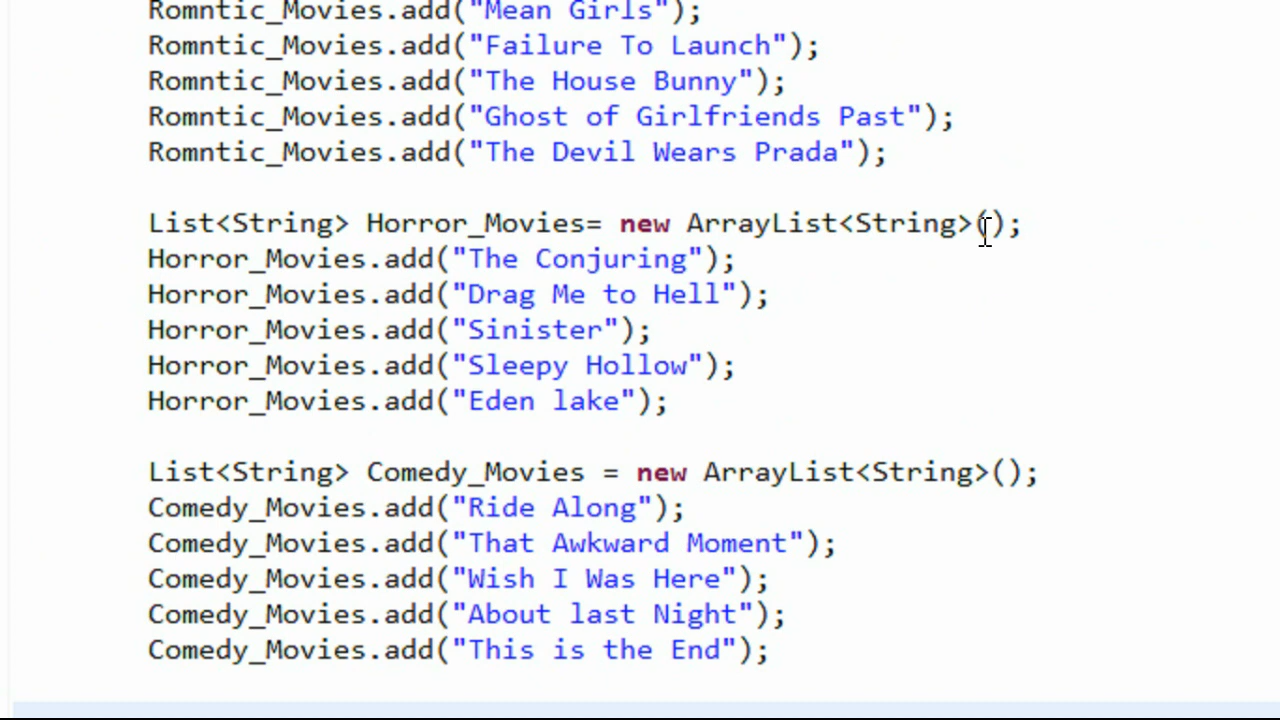 Romntic_Movies.add("Mean Girls");
Romntic_Movies.add("Failure To Launch");
Romntic_Movies.add("The House Bunny");
Romntic_Movies.add("Ghost of Girlfriends Past");
Romntic_Movies.add("The Devil Wears Prada");
List<String> Horror_Movies= new ArrayList<String>();
Horror_Movies.add("The Conjuring");
Horror_Movies.add("Drag Me to Hell");
Horror_Movies.add("Sinister");
Horror_Movies.add("Sleepy Hollow");
Horror_Movies.add("Eden lake");
List<String> Comedy_Movies = new ArrayList<String>();
Comedy_Movies.add("Ride Along");
Comedy_Movies.add("That Awkward Moment");
Comedy_Movies.add("Wish I Was Here");
Comedy_Movies.add("About last Night");
Comedy_Movies.add("This is the End");